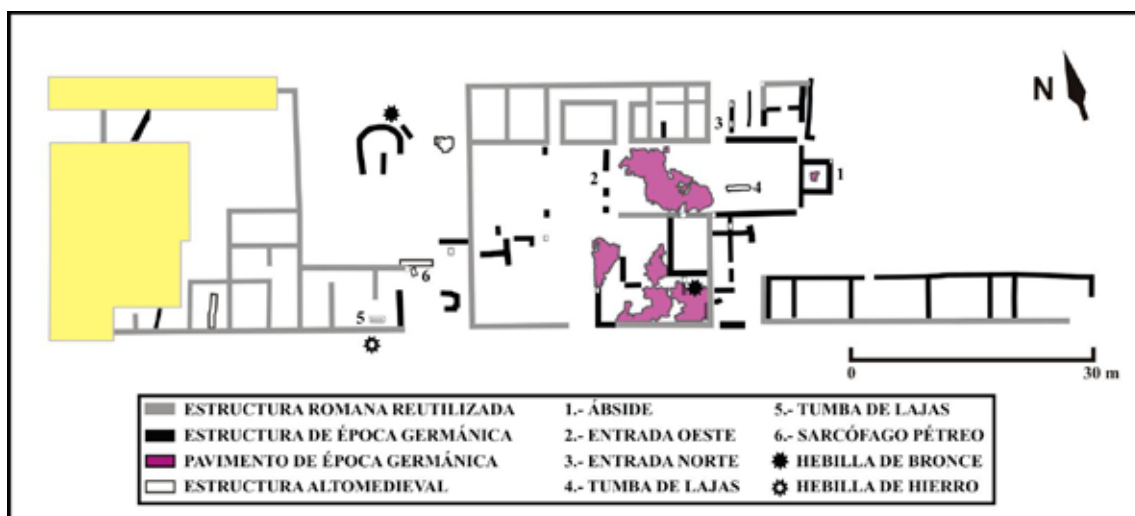 N
3
1
2
4
6
5
0 30 m
ESTRUCTURA ROMANA REUTILIZADA
ESTRUCTURA DE ÉPOCA GERMÁNICA
PAVIMENTO DE ÉPOCA GERMÁNICA
ESTRUCTURA ALTOMEDIEVAL
1.- ÁBSIDE
2.- ENTRADA OESTE
3.- ENTRADA NORTE
4.- TUMBA DE LAJAS
5.- TUMBA DE LAJAS
6.- SARCÓFAGO PÉTREO
HEBILLA DE BRONCE
HEBILLA DE HIERRO